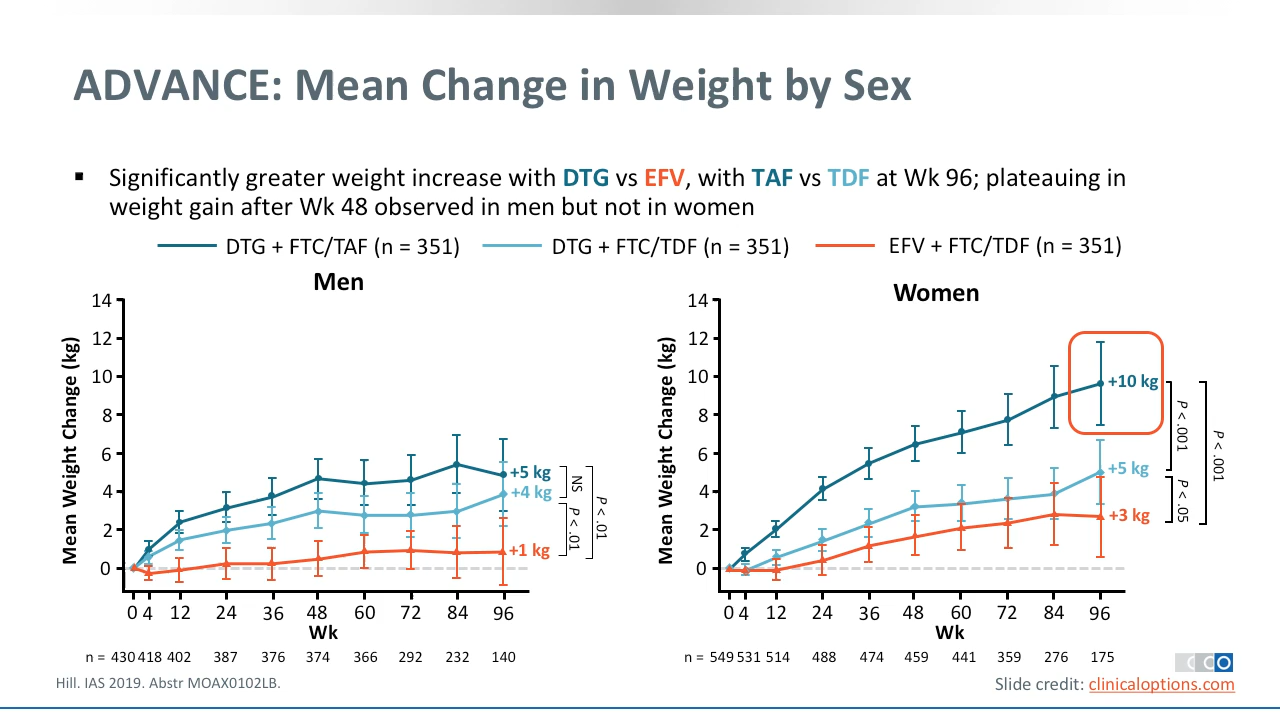 ADVANCE: Mean Change in Weight by Sex
▪ Significantly greater weight increase with DTG vs EFV, with TAF vs TDF at Wk 96; plateauing in
weight gain after Wk 48 observed in men but not in women
DTG + FTC/TAF (n = 351) DTG + FTC/TDF (n = 351) EFV + FTC/TDF (n = 351)
Men
Mean Weight Change (kg)
14
12
10
8
6
4
2
0
+5 kg
+4 kg
+1 kg
NS
P < .01
P < .01
0 4 12 24 36 48 60 72 84 96
Wk
n = 430 418 402 387 376 374 366 292 232 140
Women
Mean Weight Change (kg)
14
12
10
8
6
4
2
0
+10 kg
+5 kg
+3 kg
P < .001
P < .05
P < .001
0 4 12 24 36 48 60 72 84 96
Wk
n = 549 531 514 488 474 459 441 359 276 175
Hill. IAS 2019. Abstr MOAX0102LB.
CCO
Slide credit: clinicaloptions.com